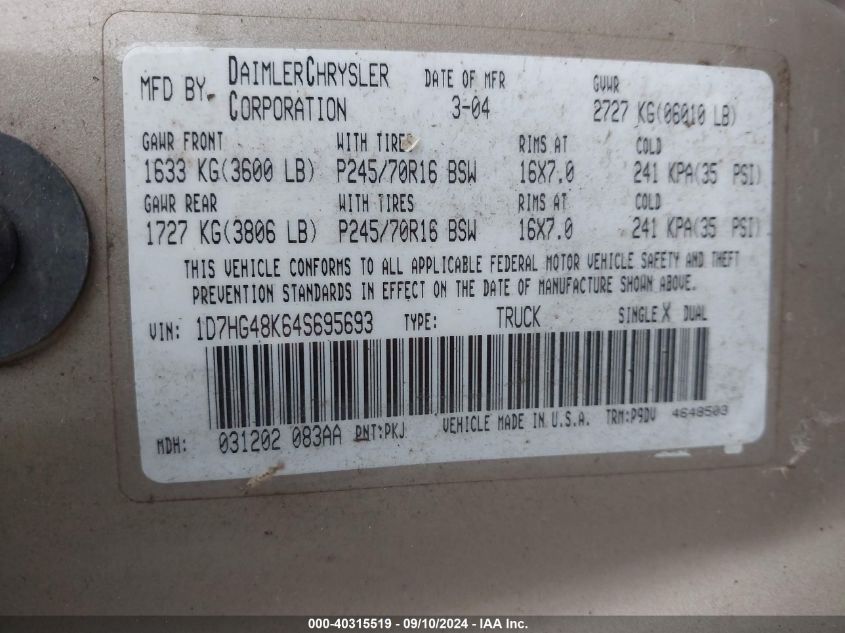 MFD BY DAIMLERCHRYSLER CORPORATION DATE OF MFR 3-04 GVWR 2727 KG(06010 LB)
GAWR FRONT WITH TIRES RIMS AT COLD
1633 KG(3600 LB) P245/70R16 BSW 16X7.0 241 KPA(35 PSI)
GAWR REAR WITH TIRES RIMS AT COLD
1727 KG(3806 LB) P245/70R16 BSW 16X7.0 241 KPA(35 PSI)
THIS VEHICLE CONFORMS TO ALL APPLICABLE FEDERAL MOTOR VEHICLE SAFETY AND THEFT
PREVENTION STANDARDS IN EFFECT ON THE DATE OF MANUFACTURE SHOWN ABOVE.
VIN: 1D7HG48K64S695693 TYPE: TRUCK SINGLE X DUAL
MDH: 031202 083AA PNT:PKJ VEHICLE MADE IN U.S.A. TRM:P9DV 4648503
000-40315519 - 09/10/2024 - COPYRIGHT IAA, Inc.